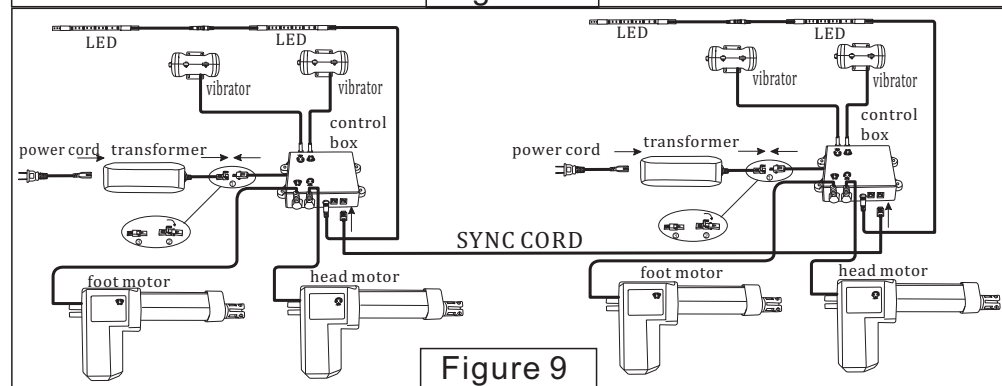 LED
LED
vibrator
vibrator
control
box
power cord
transformer
foot motor
head motor
SYNC CORD
LED
LED
vibrator
vibrator
control
box
power cord
transformer
foot motor
head motor
Figure 9